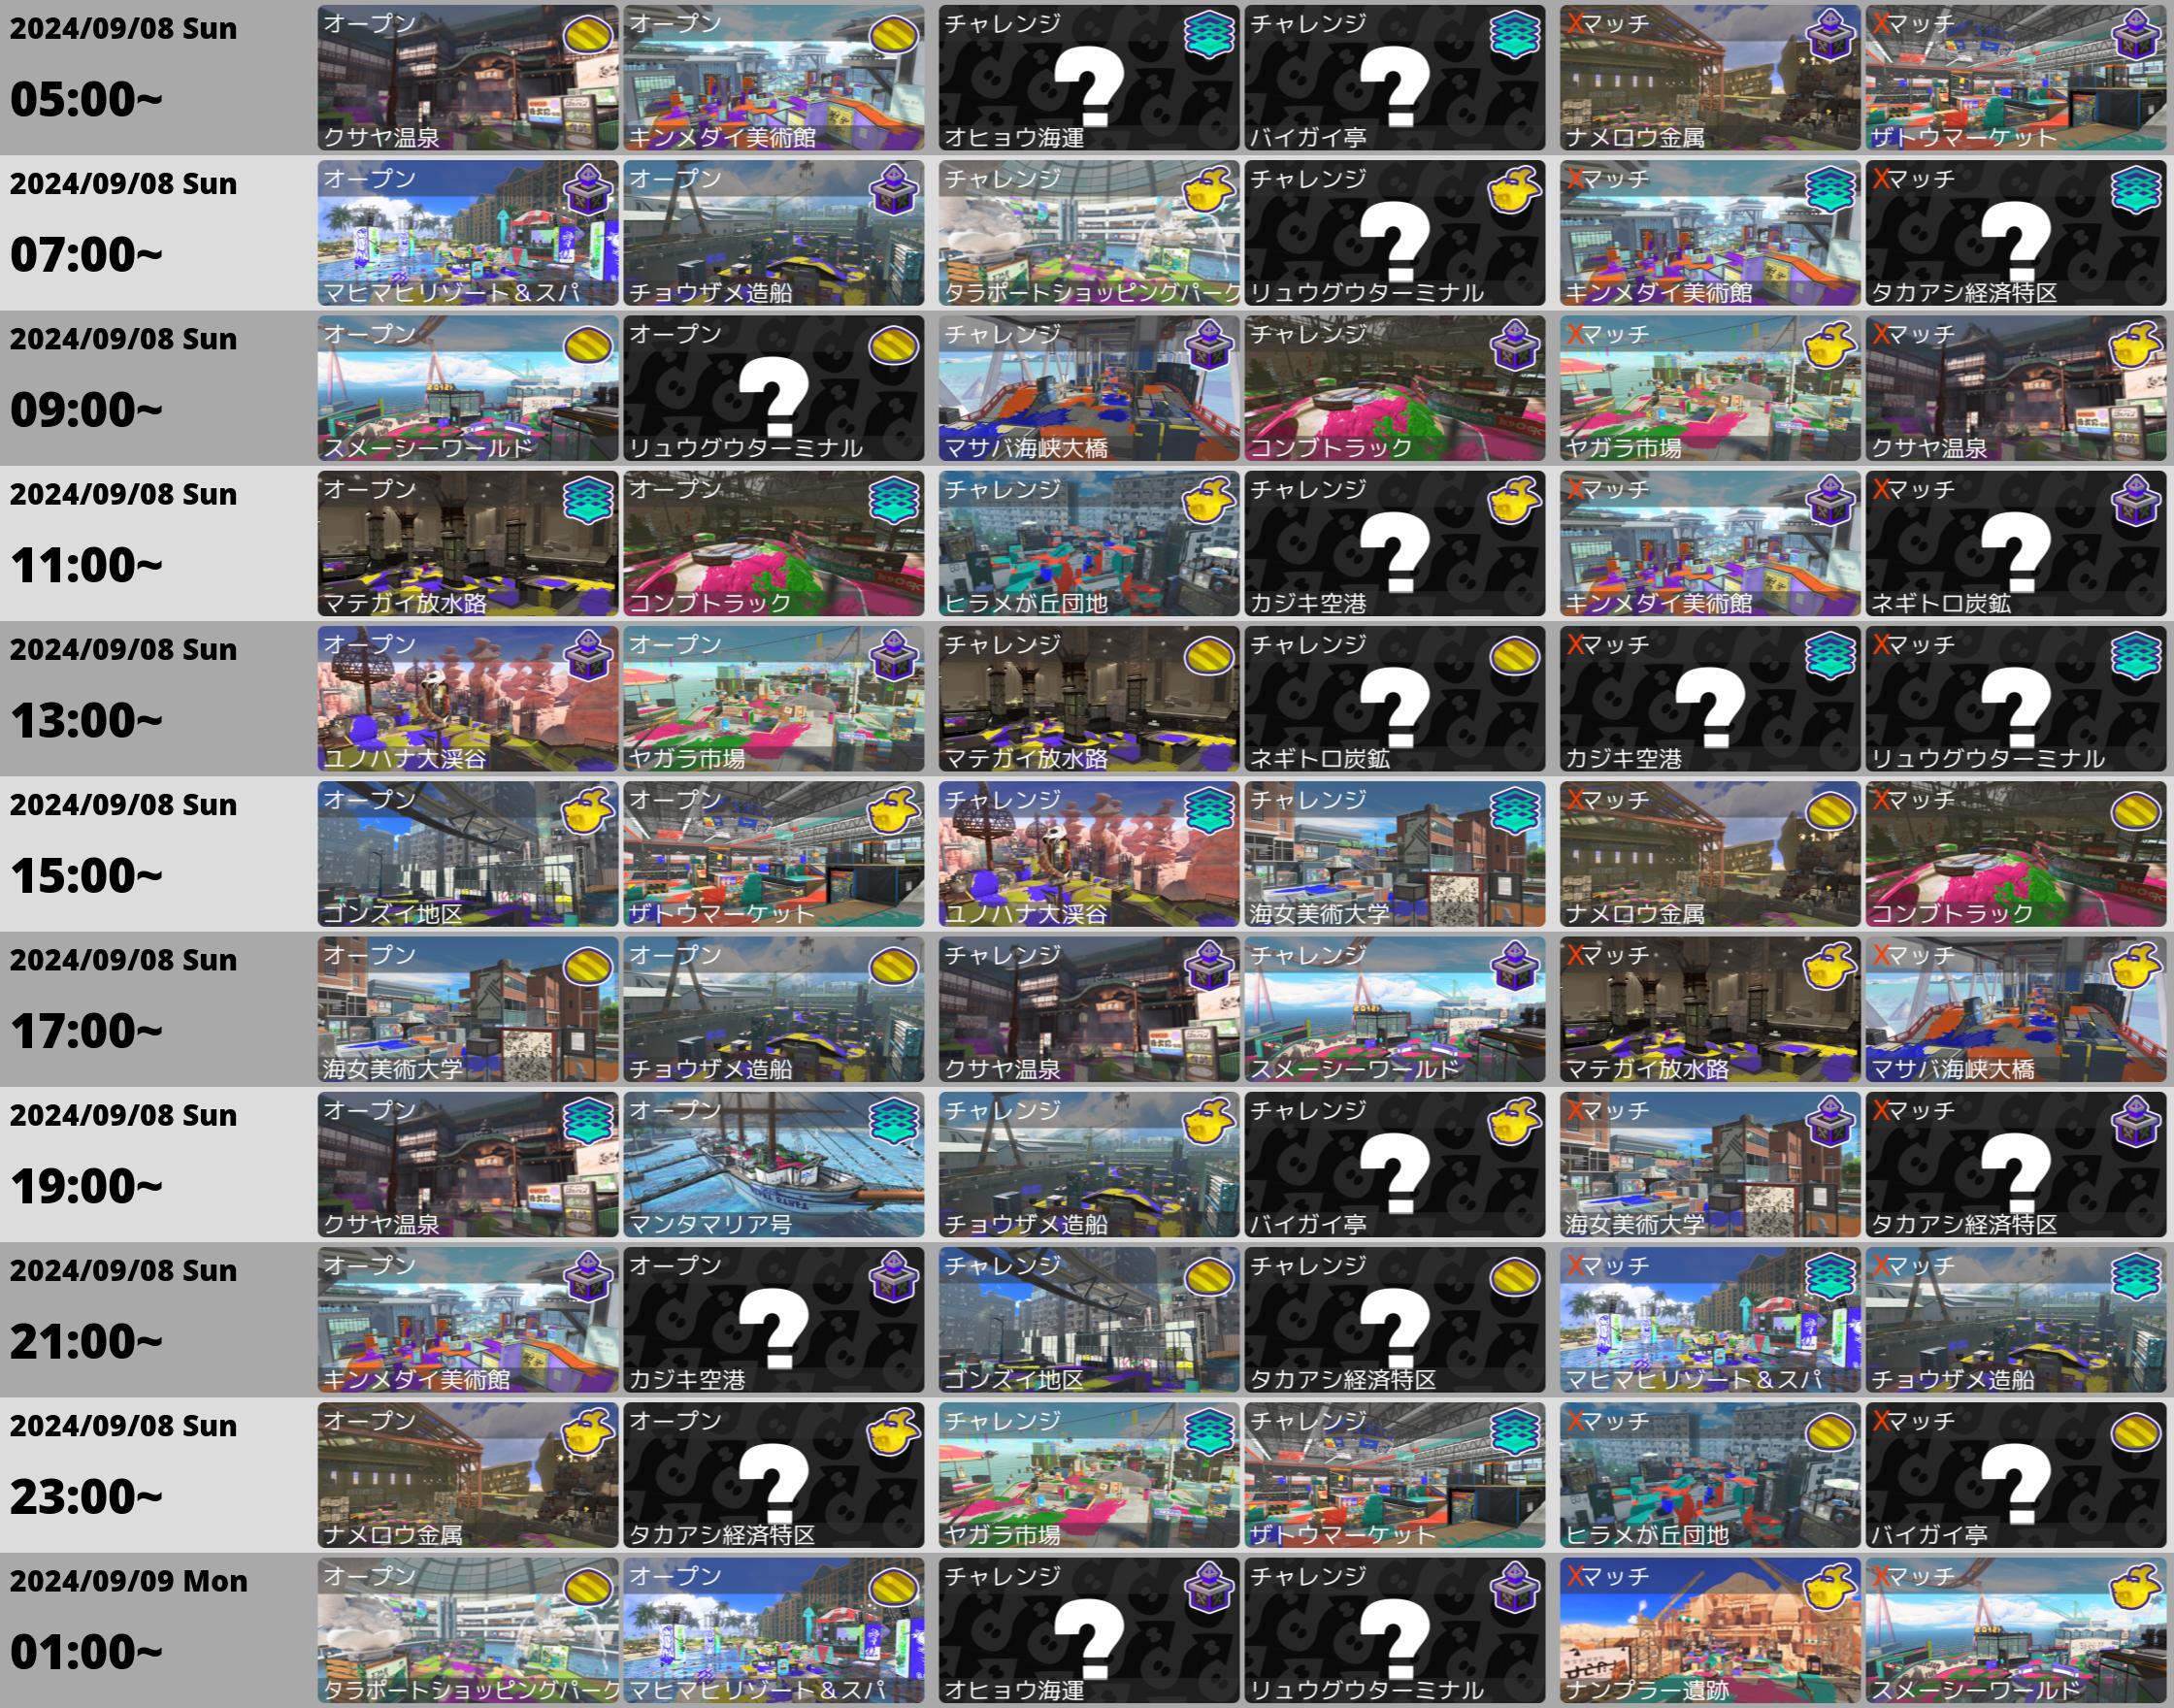 2024/09/08 Sun
05:00~
オープン
クサヤ温泉
オープン
キンメダイ美術館
チャレンジ
?
オヒョウ海運
チャレンジ
?
バイガイ亭
Xマッチ
ナメロウ金属
Xマッチ
ザトウマーケット
2024/09/08 Sun
07:00~
オープン
マヒマヒリゾート&スパ
オープン
チョウザメ造船
チャレンジ
タラポートショッピングパーク
チャレンジ
?
リュウグウターミナル
Xマッチ
キンメダイ美術館
Xマッチ
?
タカアシ経済特区
2024/09/08 Sun
09:00~
オープン
スメーシーワールド
オープン
?
リュウグウターミナル
チャレンジ
マサバ海峡大橋
チャレンジ
コンブトラック
Xマッチ
ヤガラ市場
Xマッチ
クサヤ温泉
2024/09/08 Sun
11:00~
オープン
マテガイ放水路
オープン
コンブトラック
チャレンジ
ヒラメが丘団地
チャレンジ
?
カジキ空港
Xマッチ
キンメダイ美術館
Xマッチ
?
ネギトロ炭鉱
2024/09/08 Sun
13:00~
オープン
ユノハナ大渓谷
オープン
ヤガラ市場
チャレンジ
マテガイ放水路
チャレンジ
?
ネギトロ炭鉱
Xマッチ
?
カジキ空港
Xマッチ
?
リュウグウターミナル
2024/09/08 Sun
15:00~
オープン
ゴンズイ地区
オープン
ザトウマーケット
チャレンジ
ユノハナ大渓谷
チャレンジ
海女美術大学
Xマッチ
ナメロウ金属
Xマッチ
コンブトラック
2024/09/08 Sun
17:00~
オープン
海女美術大学
オープン
チョウザメ造船
チャレンジ
クサヤ温泉
チャレンジ
スメーシーワールド
Xマッチ
マテガイ放水路
Xマッチ
マサバ海峡大橋
2024/09/08 Sun
19:00~
オープン
クサヤ温泉
オープン
マンタマリア号
チャレンジ
チョウザメ造船
チャレンジ
?
バイガイ亭
Xマッチ
海女美術大学
Xマッチ
?
タカアシ経済特区
2024/09/08 Sun
21:00~
オープン
キンメダイ美術館
オープン
?
カジキ空港
チャレンジ
ゴンズイ地区
チャレンジ
?
タカアシ経済特区
Xマッチ
マヒマヒリゾート&スパ
Xマッチ
チョウザメ造船
2024/09/08 Sun
23:00~
オープン
ナメロウ金属
オープン
?
タカアシ経済特区
チャレンジ
ヤガラ市場
チャレンジ
ザトウマーケット
Xマッチ
ヒラメが丘団地
Xマッチ
?
バイガイ亭
2024/09/09 Mon
01:00~
オープン
タラポートショッピングパーク
オープン
マヒマヒリゾート&スパ
チャレンジ
?
オヒョウ海運
チャレンジ
?
リュウグウターミナル
Xマッチ
ナンプラー遺跡
Xマッチ
スメーシーワールド